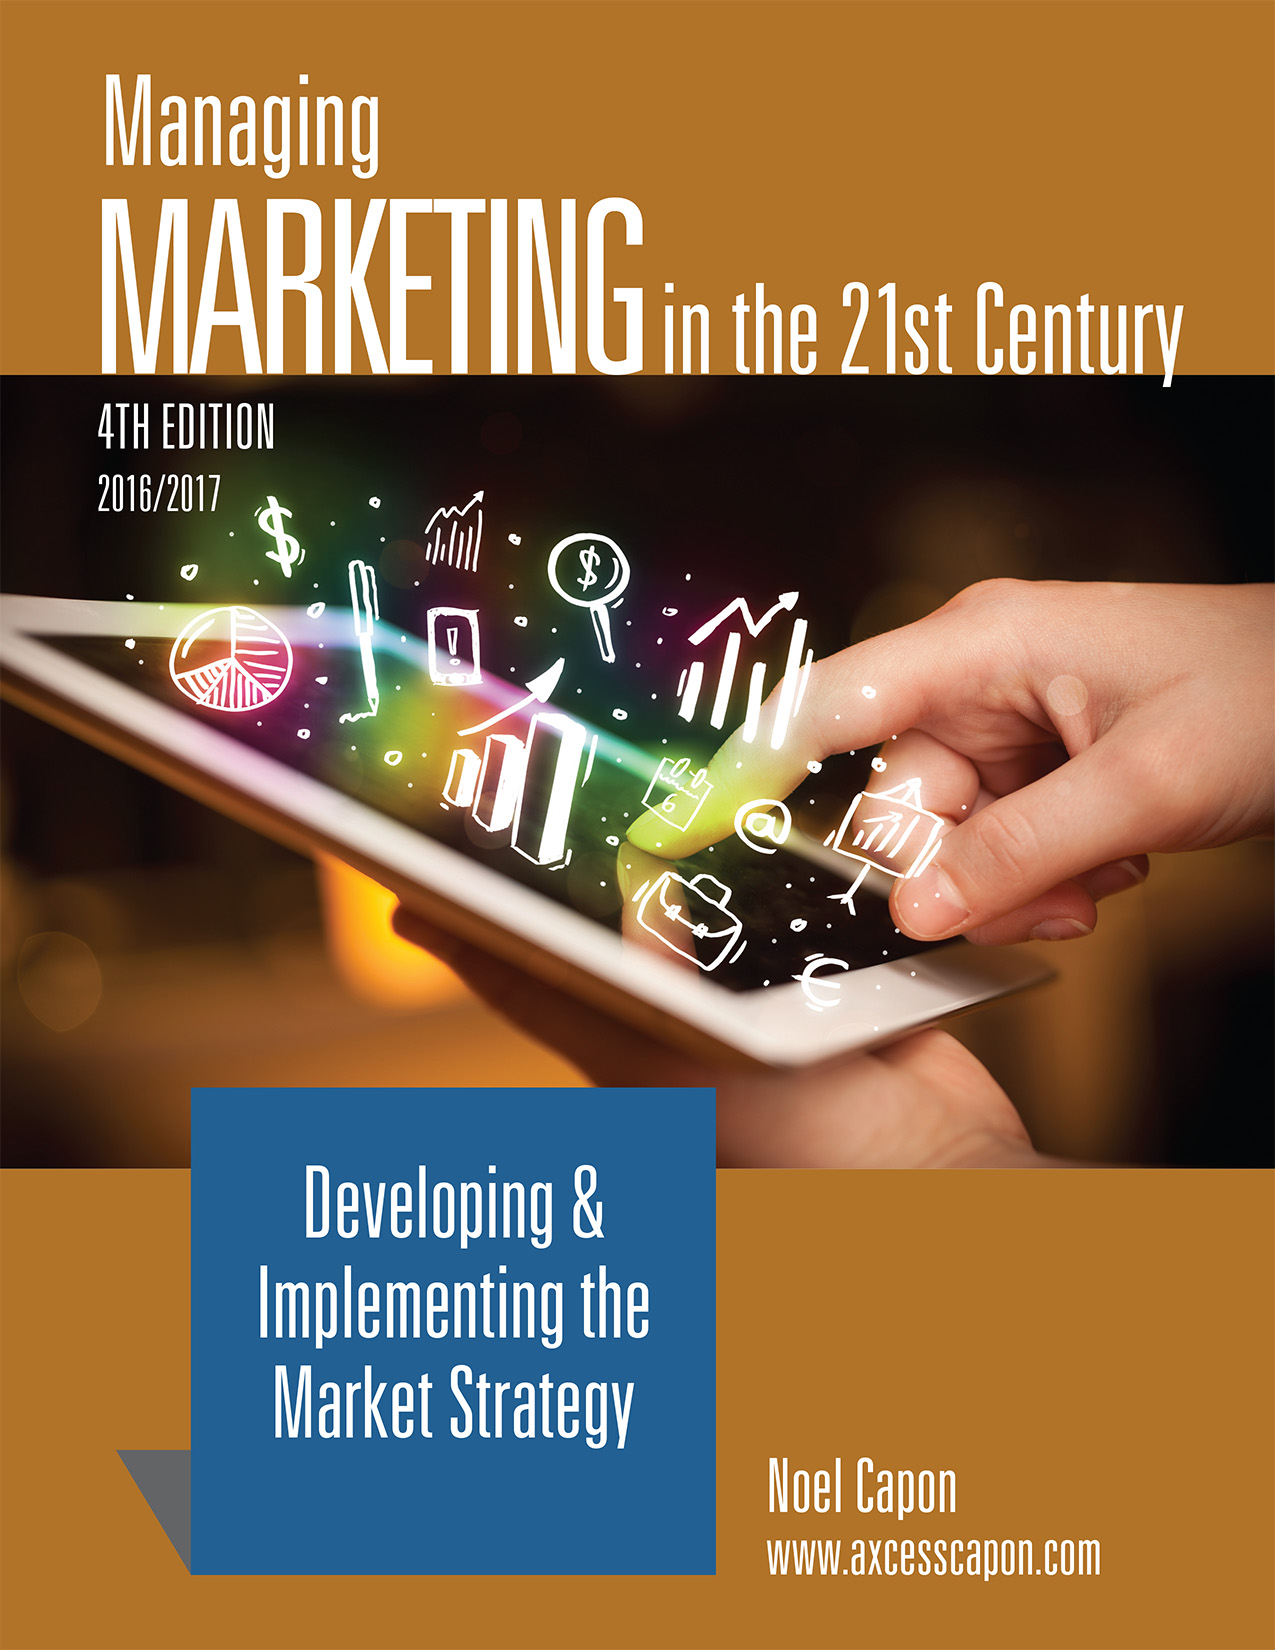 Managing
MARKETING in the 21st Century
4TH EDITION
2016/2017
$
$
!
6
@
€
Developing &
Implementing the
Market Strategy
Noel Capon
www.axcesscapon.com